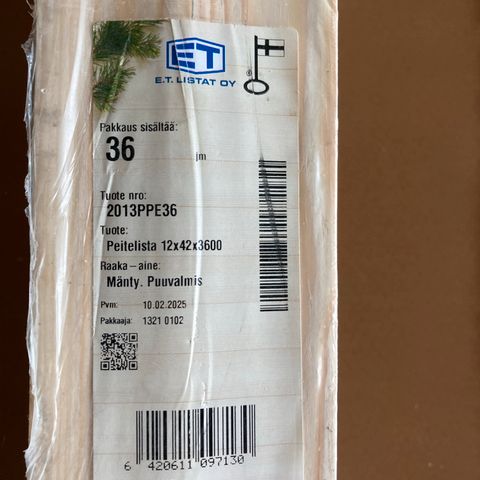 ET
E.T. LISTAT OY
Pakkaus sisältää:
36 jm
Tuote nro:
2013PPE36
Tuote:
Peitelista 12x42x3600
Raaka-aine:
Mänty. Puuvalmis
Pvm: 10.02.2025
Pakkaaja: 1321 0102
6 420611 097130